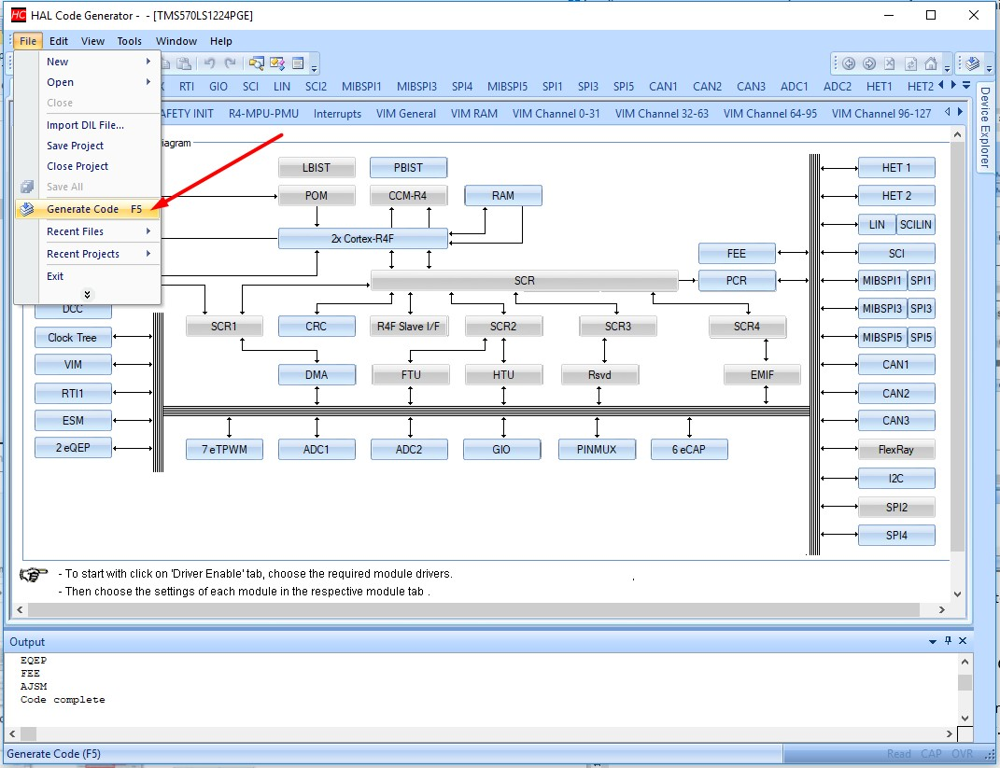 HC HAL Code Generator - - [TMS570LS1224PGE]
File Edit View Tools Window Help
RTI GIO SCI LIN SCI2 MIBSPI1 MIBSPI3 SPI4 MIBSPI5 SPI1 SPI3 SPI5 CAN1 CAN2 CAN3 ADC1 ADC2 HET1 HET2
AFETY INIT R4-MPU-PMU Interrupts VIM General VIM RAM VIM Channel 0-31 VIM Channel 32-63 VIM Channel 64-95 VIM Channel 96-127
Device Explorer
New
Open
Close
Import DIL File...
Save Project
Close Project
Save All
Generate Code F5
Recent Files
Recent Projects
Exit
iagram
LBIST PBIST HET 1
POM CCM-R4 RAM HET 2
LIN SCILIN
2x Cortex-R4F
FEE SCI
SCR PCR MIBSPI1 SPI1
DCC MIBSPI3 SPI3
SCR1 CRC R4F Slave I/F SCR2 SCR3 SCR4
Clock Tree MIBSPI5 SPI5
VIM CAN1
DMA FTU HTU Rsvd EMIF
RTI1 CAN2
ESM CAN3
2 eQEP 7 eTPWM ADC1 ADC2 GIO PINMUX 6 eCAP FlexRay
I2C
SPI2
SPI4
- To start with click on 'Driver Enable' tab, choose the required module drivers.
- Then choose the settings of each module in the respective module tab .
Output
EQEP
FEE
AJSM
Code complete
Generate Code (F5) Read CAP OVR